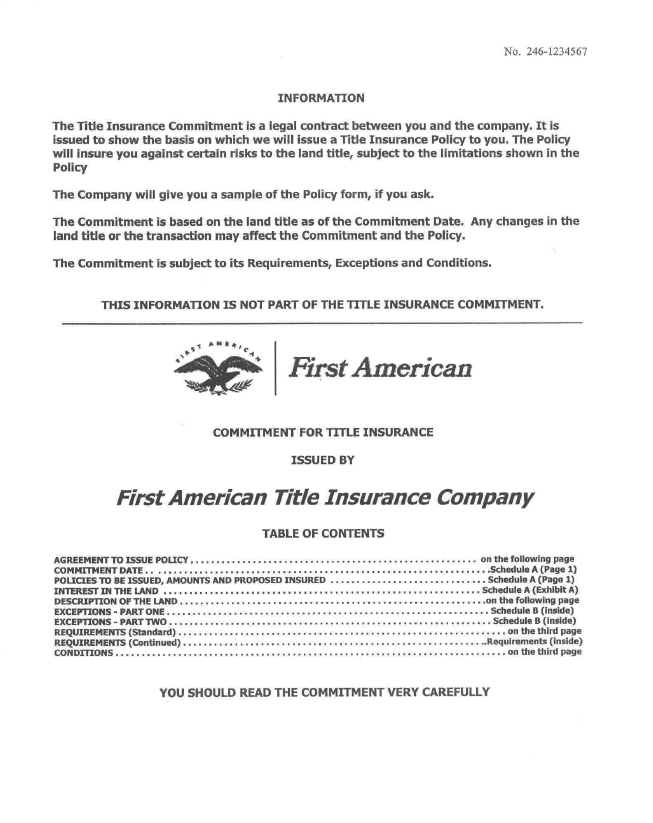 No. 246-1234567
INFORMATION
The Title Insurance Commitment is a legal contract between you and the company. It is
issued to show the basis on which we will issue a Title Insurance Policy to you. The Policy
will insure you against certain risks to the land title, subject to the limitations shown in the
Policy
The Company will give you a sample of the Policy form, if you ask.
The Commitment is based on the land title as of the Commitment Date. Any changes in the
land title or the transaction may affect the Commitment and the Policy.
The Commitment is subject to its Requirements, Exceptions and Conditions.
THIS INFORMATION IS NOT PART OF THE TITLE INSURANCE COMMITMENT.
FIRST AMERICAN
First American
COMMITMENT FOR TITLE INSURANCE
ISSUED BY
First American Title Insurance Company
TABLE OF CONTENTS
AGREEMENT TO ISSUE POLICY ........ on the following page
COMMITMENT DATE ........ Schedule A (Page 1)
POLICIES TO BE ISSUED, AMOUNTS AND PROPOSED INSURED ........ Schedule A (Page 1)
INTEREST IN THE LAND ........ Schedule A (Exhibit A)
DESCRIPTION OF THE LAND ........ on the following page
EXCEPTIONS - PART ONE ........ Schedule B (inside)
EXCEPTIONS - PART TWO ........ Schedule B (inside)
REQUIREMENTS (Standard) ........ on the third page
REQUIREMENTS (Continued) ........ Requirements (inside)
CONDITIONS ........ on the third page
YOU SHOULD READ THE COMMITMENT VERY CAREFULLY